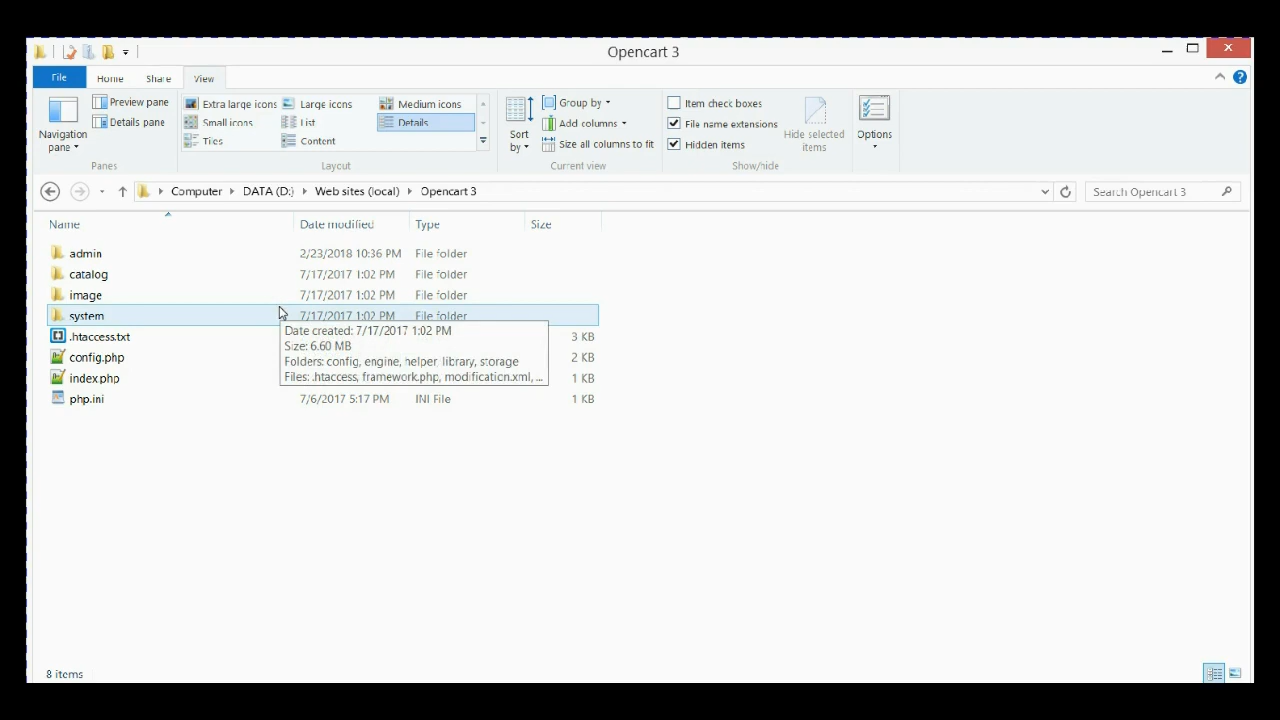 Opencart 3
File Home Share View
Navigation pane
Preview pane
Details pane
Panes
Extra large icons Large icons Medium icons
Small icons List Details
Tiles Content
Layout
Sort by
Group by
Add columns
Size all columns to fit
Current view
Item check boxes
File name extensions
Hidden items
Hide selected items
Show/hide
Options
Computer DATA (D:) Web sites (local) Opencart 3
Search Opencart 3
Name Date modified Type Size
admin 2/23/2018 10:36 PM File folder
catalog 7/17/2017 1:02 PM File folder
image 7/17/2017 1:02 PM File folder
system 7/17/2017 1:02 PM File folder
.htaccess.txt 3 KB
config.php 2 KB
index.php 1 KB
php.ini 7/6/2017 5:17 PM INI File 1 KB
Date created: 7/17/2017 1:02 PM
Size: 6.60 MB
Folders: config, engine, helper, library, storage
Files: .htaccess, framework.php, modification.xml, ...
8 items